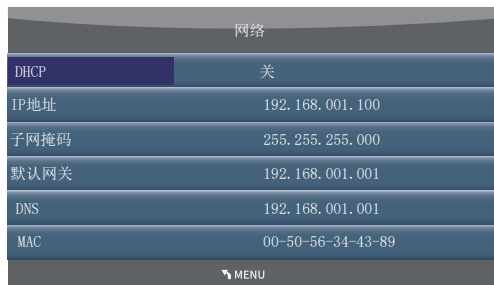 网络
DHCP 关
IP地址 192.168.001.100
子网掩码 255.255.255.000
默认网关 192.168.001.001
DNS 192.168.001.001
MAC 00-50-56-34-43-89
MENU